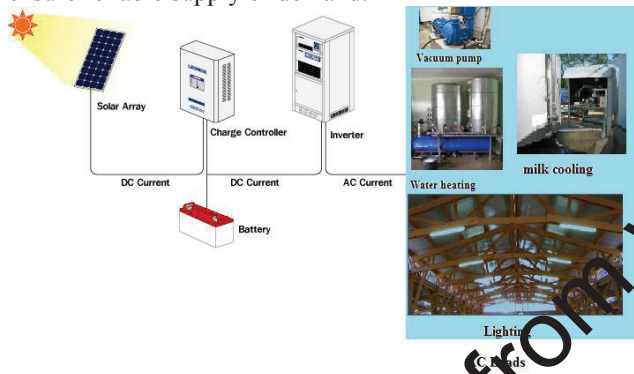 Vacuum pump
Solar Array
Charge Controller
Inverter
milk cooling
DC Current
DC Current
AC Current
Water heating
Battery
Lighting
from